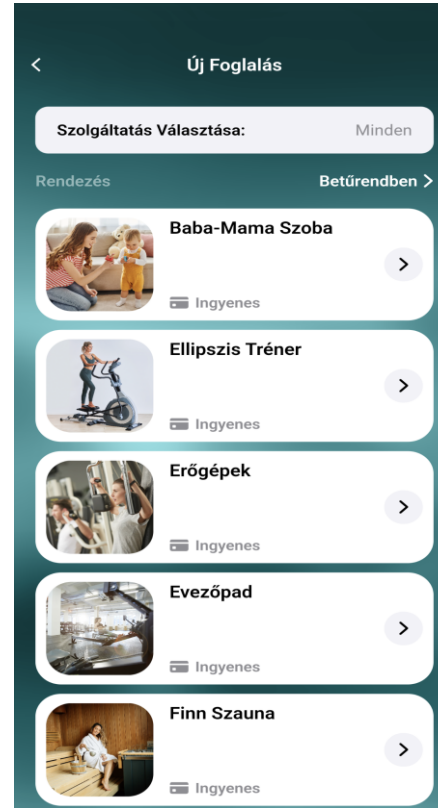 Új Foglalás
Szolgáltatás Választása: Minden
Rendezés Betűrendben
Baba-Mama Szoba
Ingyenes
Ellipszis Tréner
Ingyenes
Erőgépek
Ingyenes
Evezőpad
Ingyenes
Finn Szauna
Ingyenes